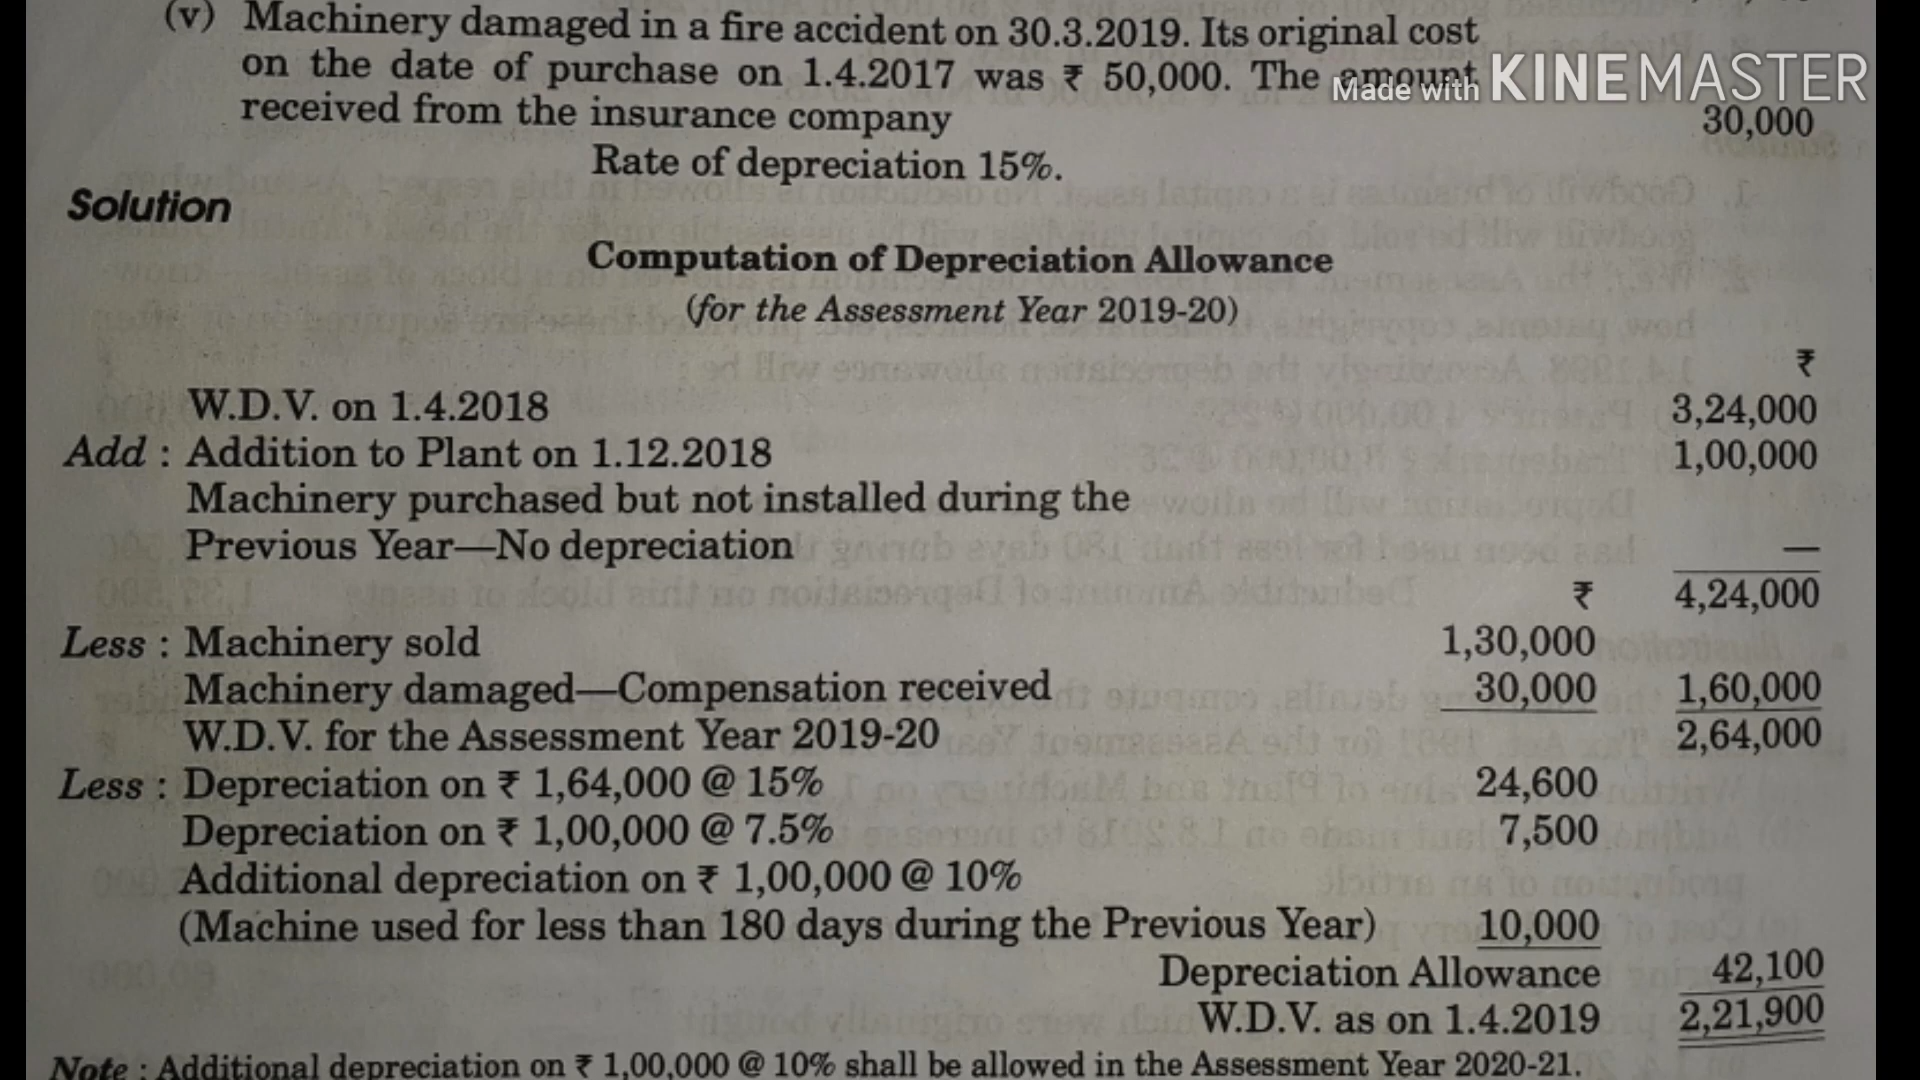 (v) Machinery damaged in a fire accident on 30.3.2019. Its original cost
on the date of purchase on 1.4.2017 was ₹ 50,000. The amount
Made with KINEMASTER
received from the insurance company 30,000
Rate of depreciation 15%.
Solution
Computation of Depreciation Allowance
(for the Assessment Year 2019-20)
₹
W.D.V. on 1.4.2018 3,24,000
Add : Addition to Plant on 1.12.2018 1,00,000
Machinery purchased but not installed during the
Previous Year—No depreciation —
₹ 4,24,000
Less : Machinery sold 1,30,000
Machinery damaged—Compensation received 30,000 1,60,000
W.D.V. for the Assessment Year 2019-20 2,64,000
Less : Depreciation on ₹ 1,64,000 @ 15% 24,600
Depreciation on ₹ 1,00,000 @ 7.5% 7,500
Additional depreciation on ₹ 1,00,000 @ 10%
(Machine used for less than 180 days during the Previous Year) 10,000
Depreciation Allowance 42,100
W.D.V. as on 1.4.2019 2,21,900
Note : Additional depreciation on ₹ 1,00,000 @ 10% shall be allowed in the Assessment Year 2020-21.